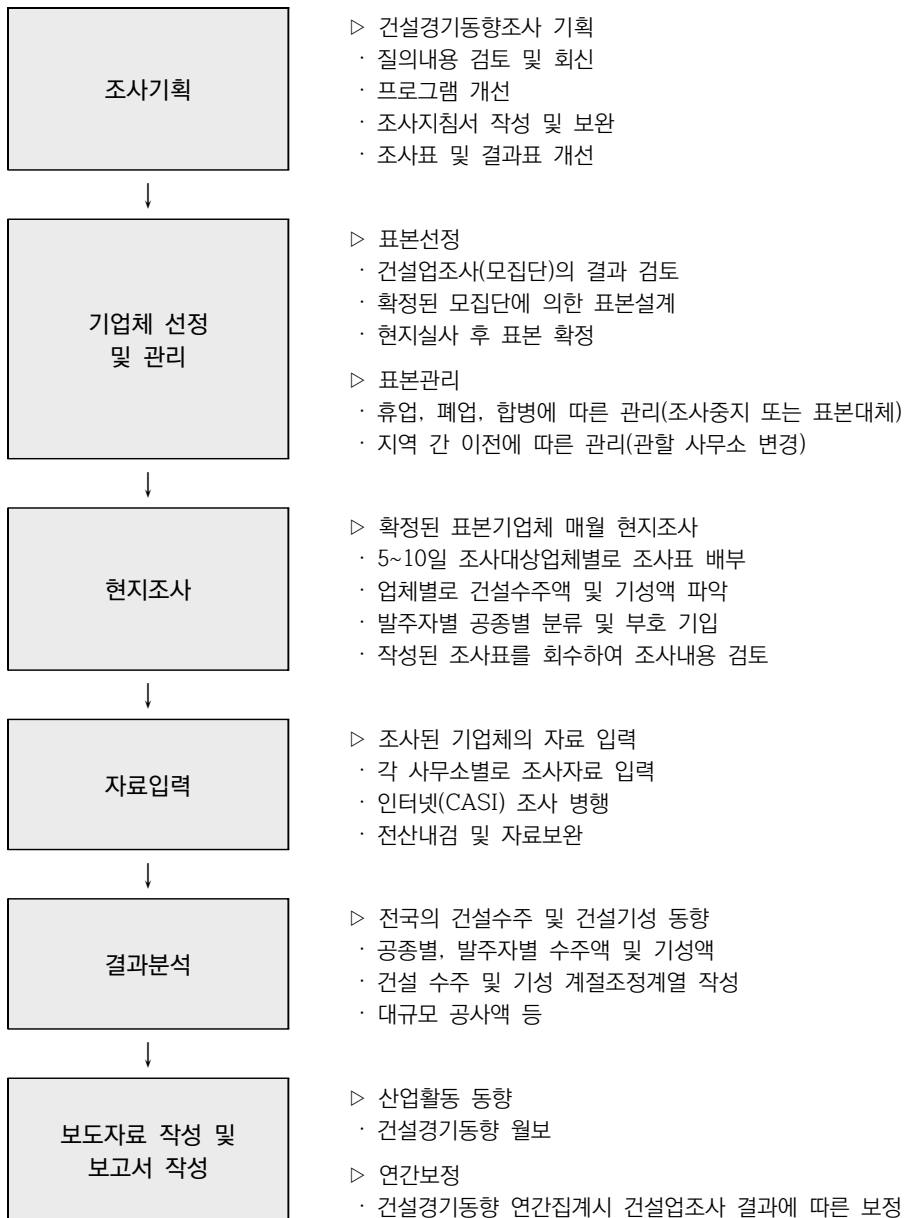 조사기획
▷ 건설경기동향조사 기획
· 질의내용 검토 및 회신
· 프로그램 개선
· 조사지침서 작성 및 보완
· 조사표 및 결과표 개선
↓
기업체 선정
및 관리
▷ 표본선정
· 건설업조사(모집단)의 결과 검토
· 확정된 모집단에 의한 표본설계
· 현지실사 후 표본 확정
▷ 표본관리
· 휴업, 폐업, 합병에 따른 관리(조사중지 또는 표본대체)
· 지역 간 이전에 따른 관리(관할 사무소 변경)
↓
현지조사
▷ 확정된 표본기업체 매월 현지조사
· 5~10일 조사대상업체별로 조사표 배부
· 업체별로 건설수주액 및 기성액 파악
· 발주자별 공종별 분류 및 부호 기입
· 작성된 조사표를 회수하여 조사내용 검토
↓
자료입력
▷ 조사된 기업체의 자료 입력
· 각 사무소별로 조사자료 입력
· 인터넷(CASI) 조사 병행
· 전산내검 및 자료보완
↓
결과분석
▷ 전국의 건설수주 및 건설기성 동향
· 공종별, 발주자별 수주액 및 기성액
· 건설 수주 및 기성 계절조정계열 작성
· 대규모 공사액 등
↓
보도자료 작성 및
보고서 작성
▷ 산업활동 동향
· 건설경기동향 월보
▷ 연간보정
· 건설경기동향 연간집계시 건설업조사 결과에 따른 보정